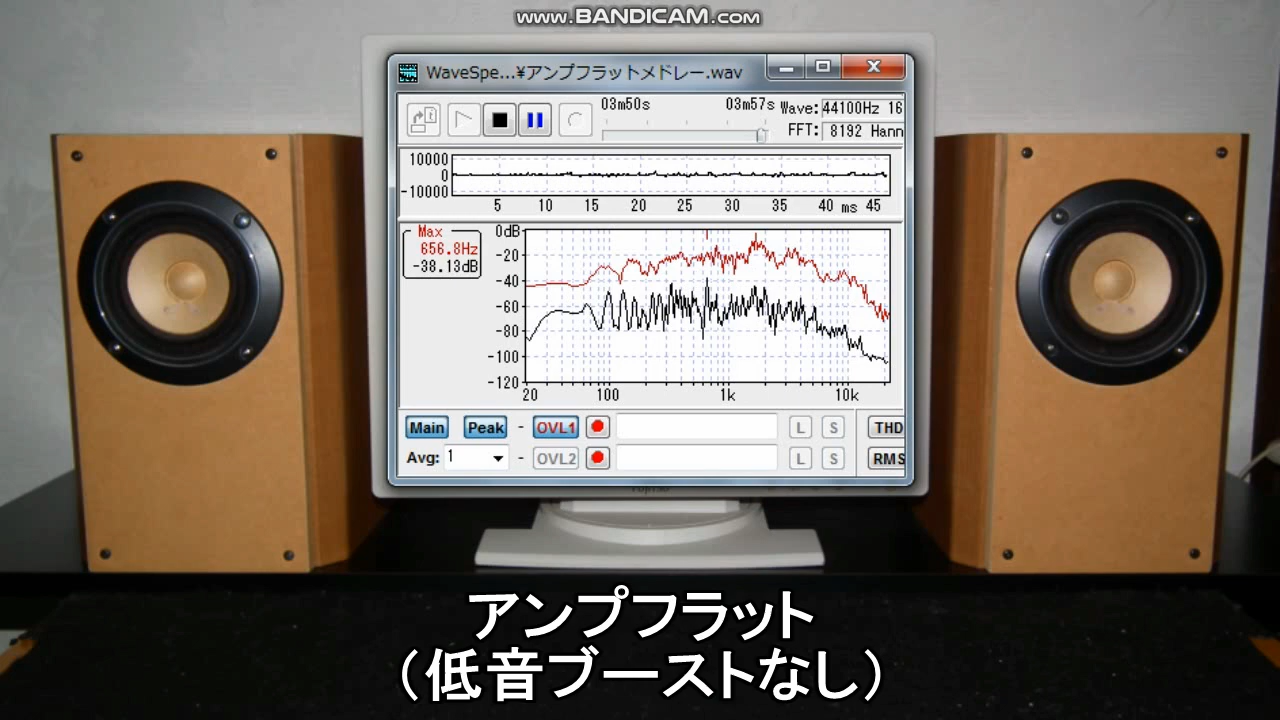 www.BANDICAM.com
WaveSpe...¥アンプフラットメドレー.wav
03m50s 03m57s Wave: 44100Hz 16
FFT: 8192 Hann
10000
0
-10000
5 10 15 20 25 30 35 40 ms 45
Max
656.8Hz
-38.13dB
0dB
-20
-40
-60
-80
-100
-120
20 100 1k 10k
Main Peak - OVL1 L S THD
Avg: 1 - OVL2 L S RMS
アンプフラット
(低音ブーストなし)